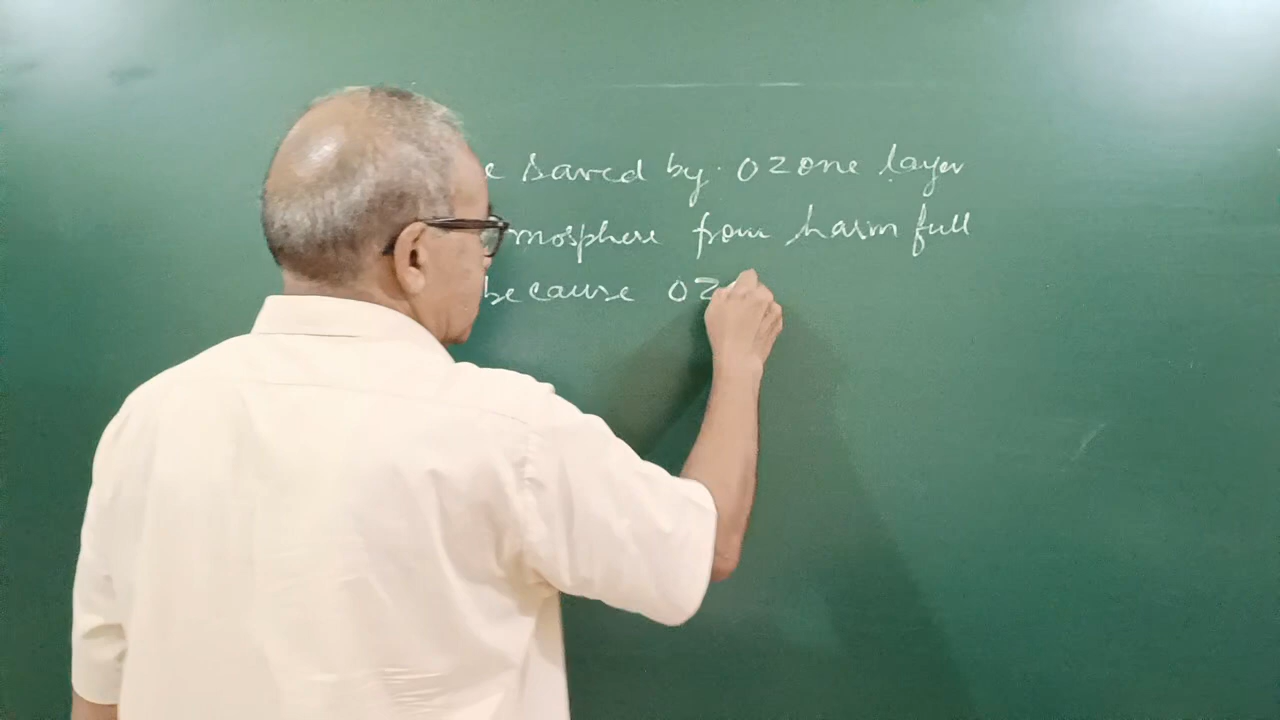 e saved by. ozone layer
mosphere from harm full
because oz